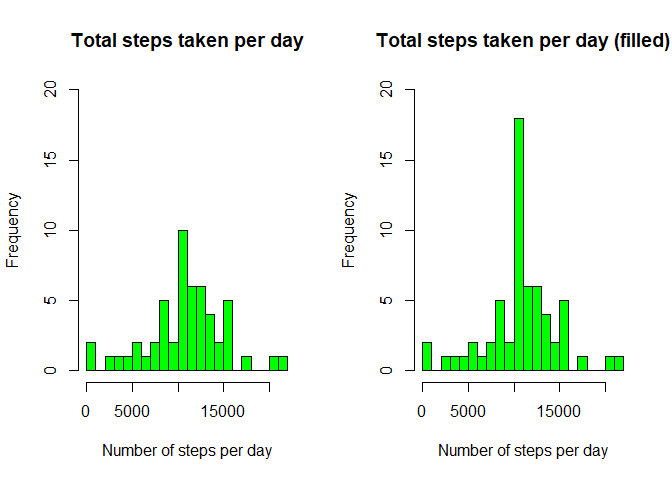 Total steps taken per day
Frequency
20
15
10
5
0
0 5000 15000
Number of steps per day
Total steps taken per day (filled)
Frequency
20
15
10
5
0
0 5000 15000
Number of steps per day